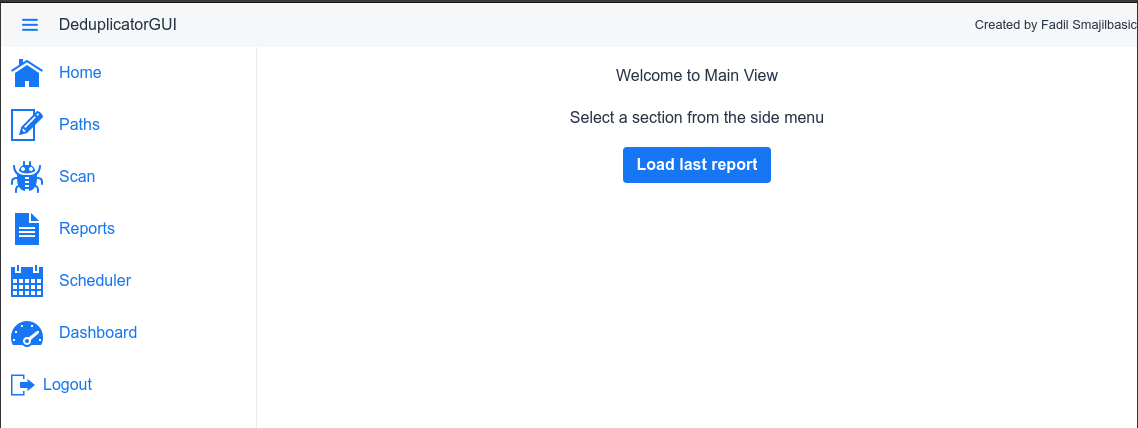 DeduplicatorGUI
Created by Fadil Smajilbasic
Home
Paths
Scan
Reports
Scheduler
Dashboard
Logout
Welcome to Main View
Select a section from the side menu
Load last report